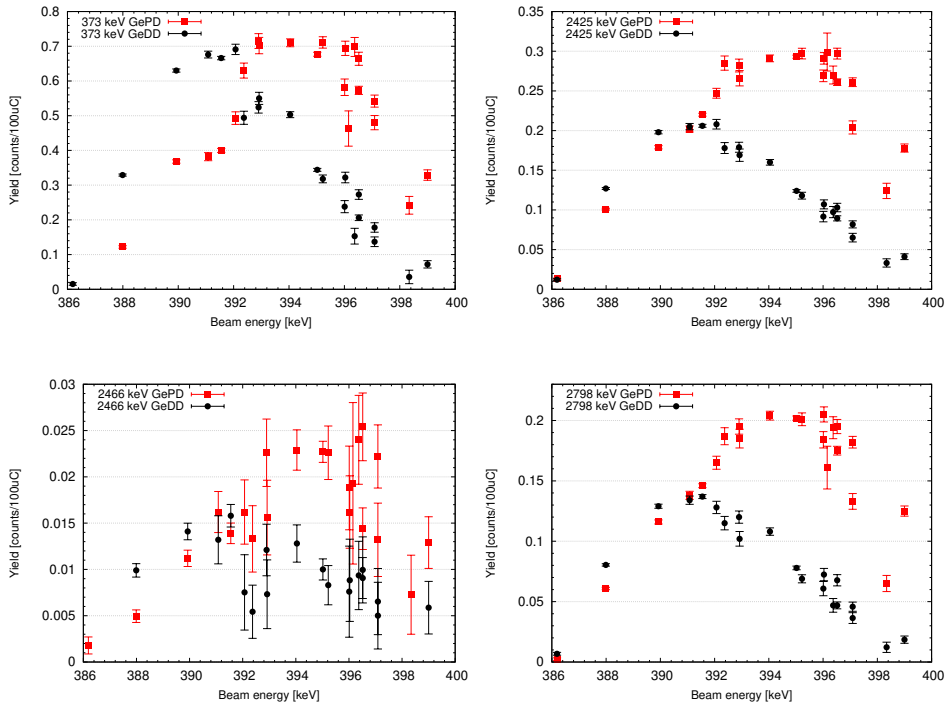 373 keV GePD
373 keV GeDD
Yield [counts/100uC]
0.8
0.7
0.6
0.5
0.4
0.3
0.2
0.1
0
386 388 390 392 394 396 398 400
Beam energy [keV]
2425 keV GePD
2425 keV GeDD
Yield [counts/100uC]
0.35
0.3
0.25
0.2
0.15
0.1
0.05
0
386 388 390 392 394 396 398 400
Beam energy [keV]
2466 keV GePD
2466 keV GeDD
Yield [counts/100uC]
0.03
0.025
0.02
0.015
0.01
0.005
0
386 388 390 392 394 396 398 400
Beam energy [keV]
2798 keV GePD
2798 keV GeDD
Yield [counts/100uC]
0.2
0.15
0.1
0.05
0
386 388 390 392 394 396 398 400
Beam energy [keV]